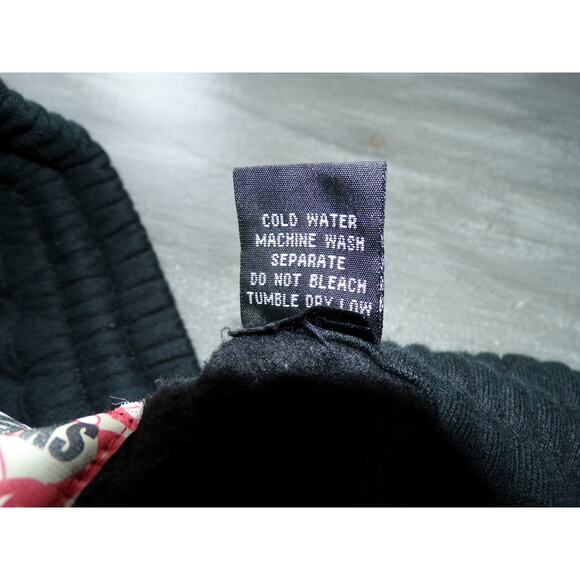 COLD WATER
MACHINE WASH
SEPARATE
DO NOT BLEACH
TUMBLE DRY LOW